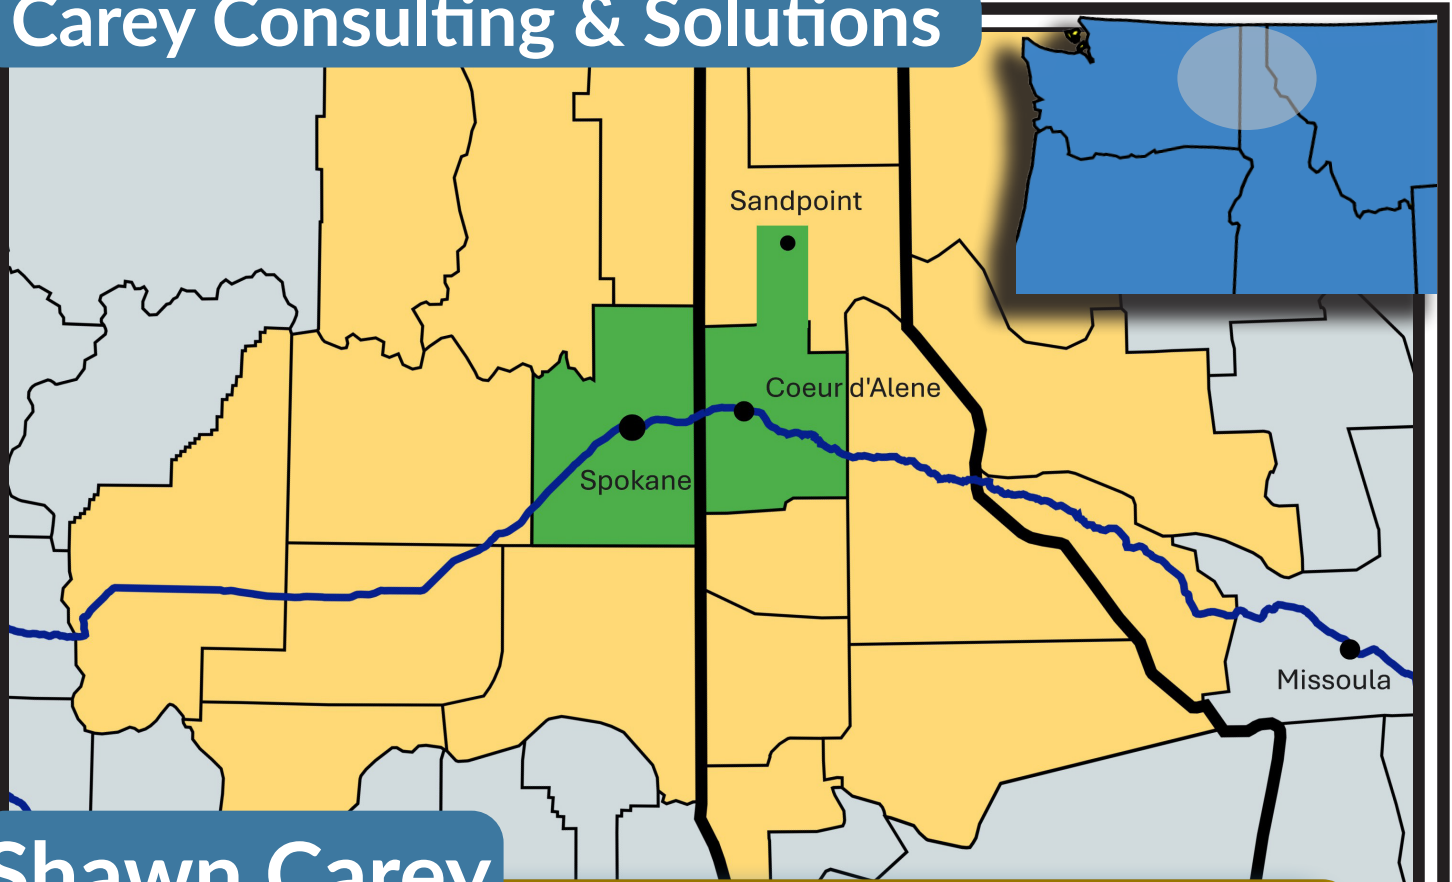 Carey Consulting & Solutions
Sandpoint
Coeur d'Alene
Spokane
Missoula
Shawn Carey